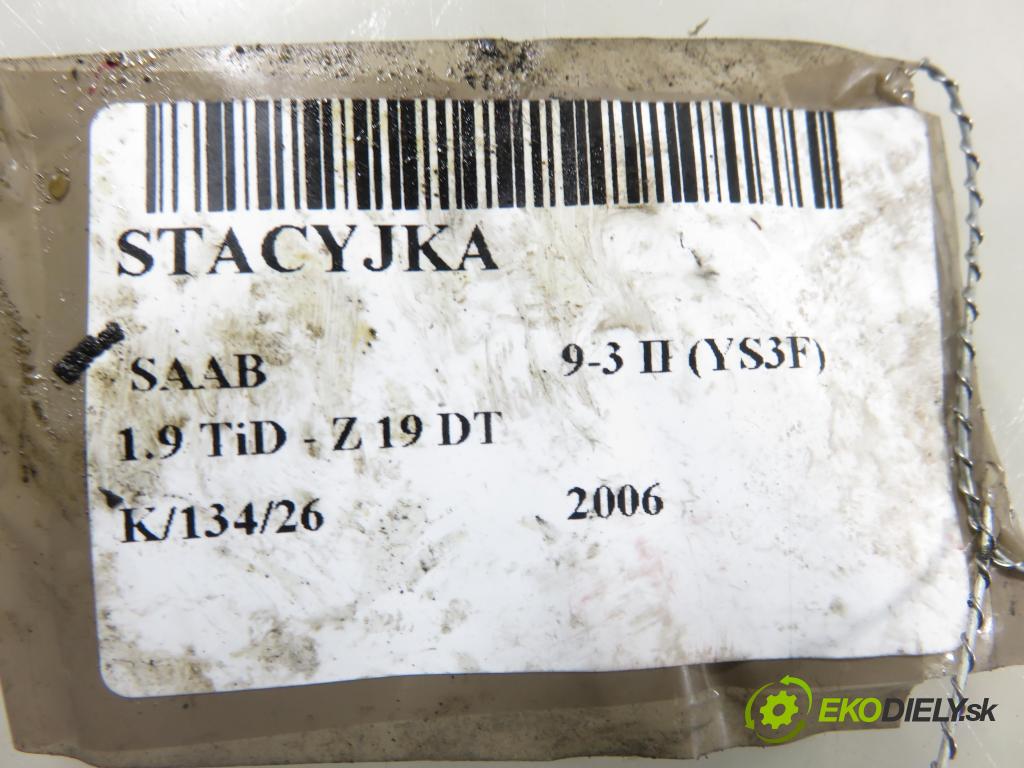 STACYJKA
SAAB 9-3 II (YS3F)
1.9 TiD - Z 19 DT
K/134/26 2006
EKODIELY.sk